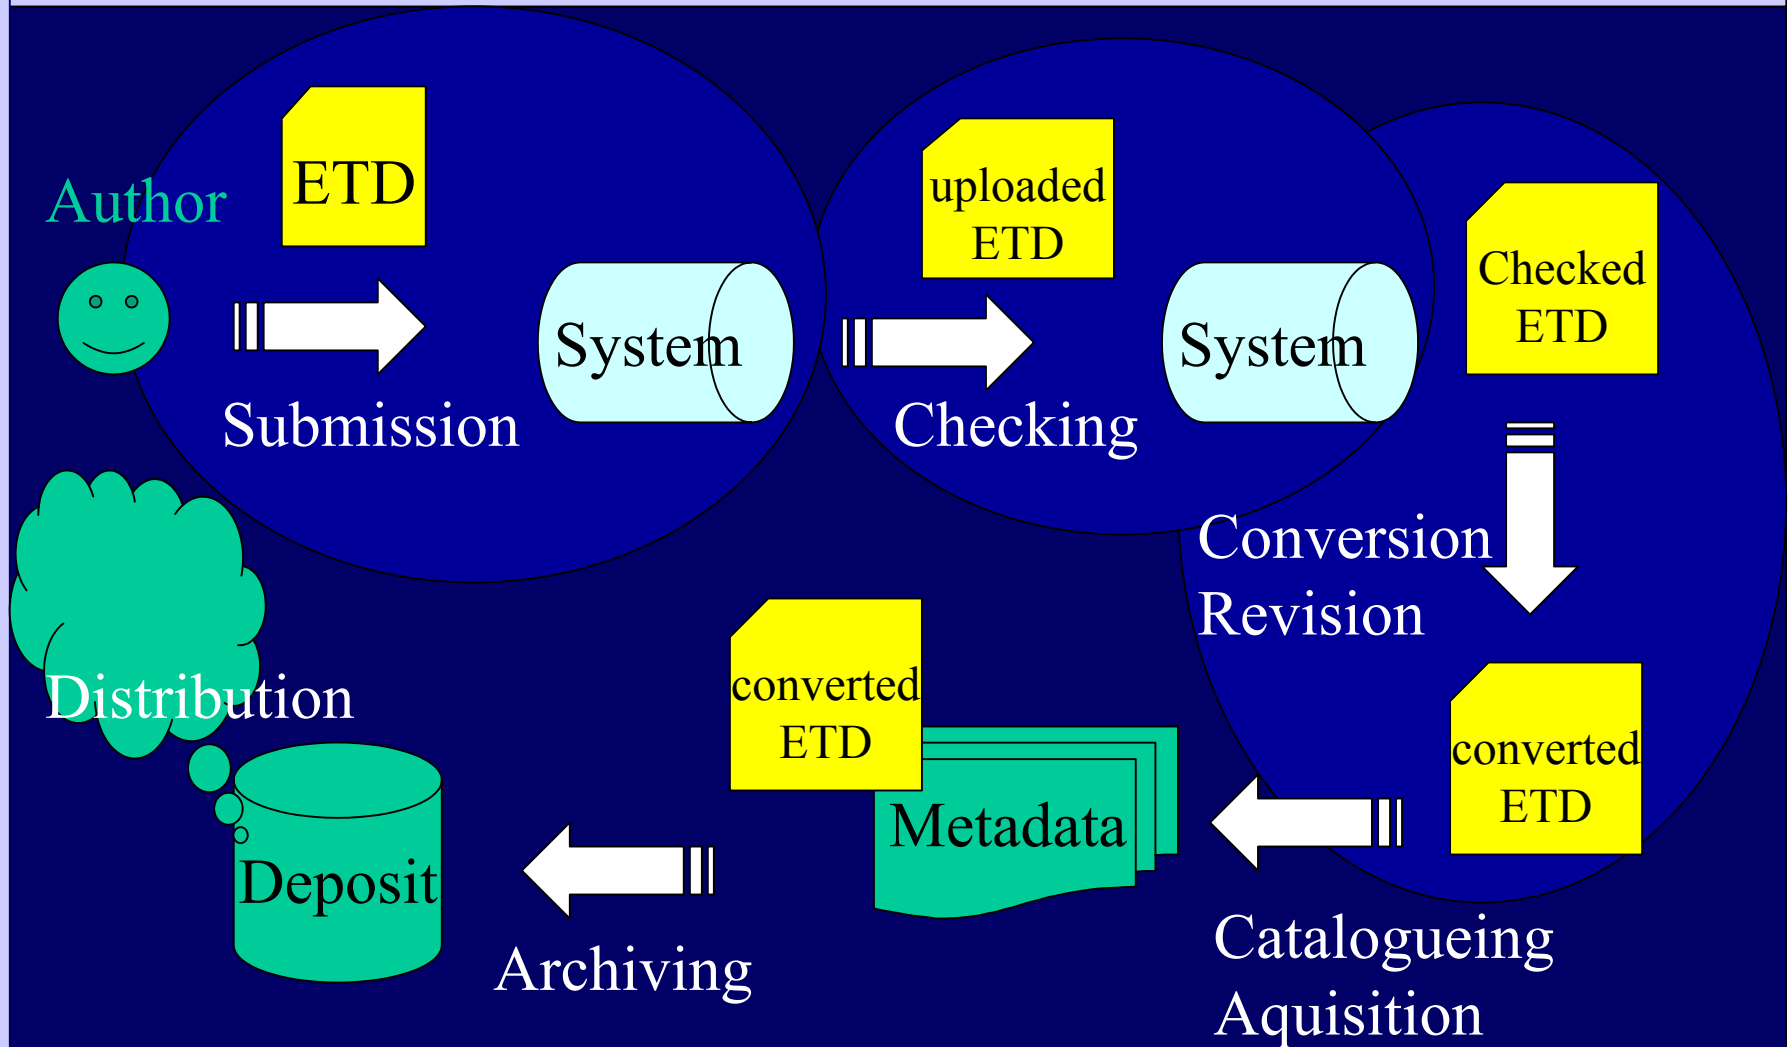 Author
ETD
System
Submission
uploaded
ETD
System
Checking
Checked
ETD
Conversion
Revision
converted
ETD
Catalogueing
Aquisition
converted
ETD
Metadata
Archiving
Deposit
Distribution